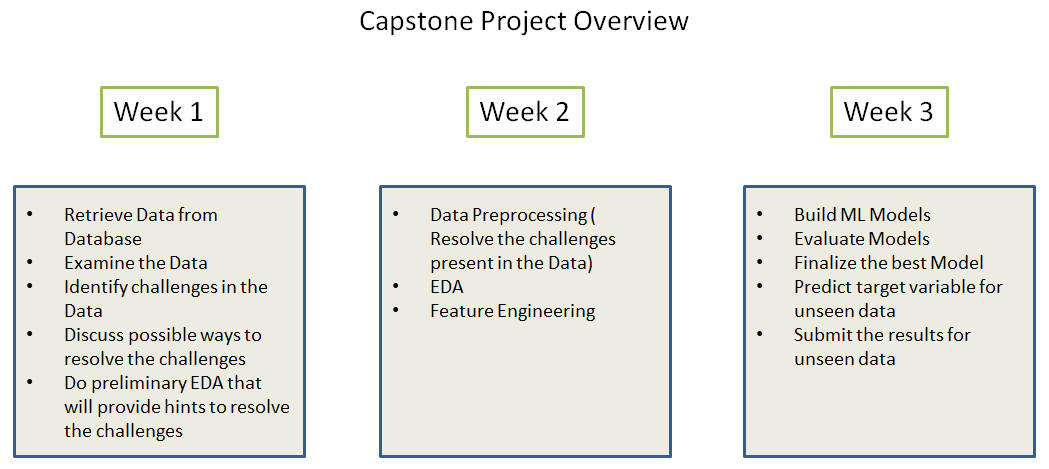 Capstone Project Overview
Week 1
• Retrieve Data from
Database
• Examine the Data
• Identify challenges in the
Data
• Discuss possible ways to
resolve the challenges
• Do preliminary EDA that
will provide hints to resolve
the challenges
Week 2
• Data Preprocessing (
Resolve the challenges
present in the Data)
• EDA
• Feature Engineering
Week 3
• Build ML Models
• Evaluate Models
• Finalize the best Model
• Predict target variable for
unseen data
• Submit the results for
unseen data